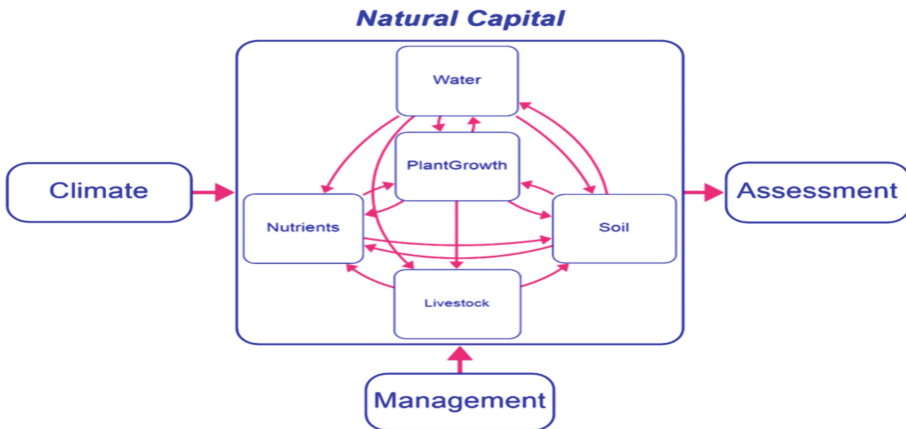 Natural Capital
Water
PlantGrowth
Climate
Assessment
Nutrients
Soil
Livestock
Management